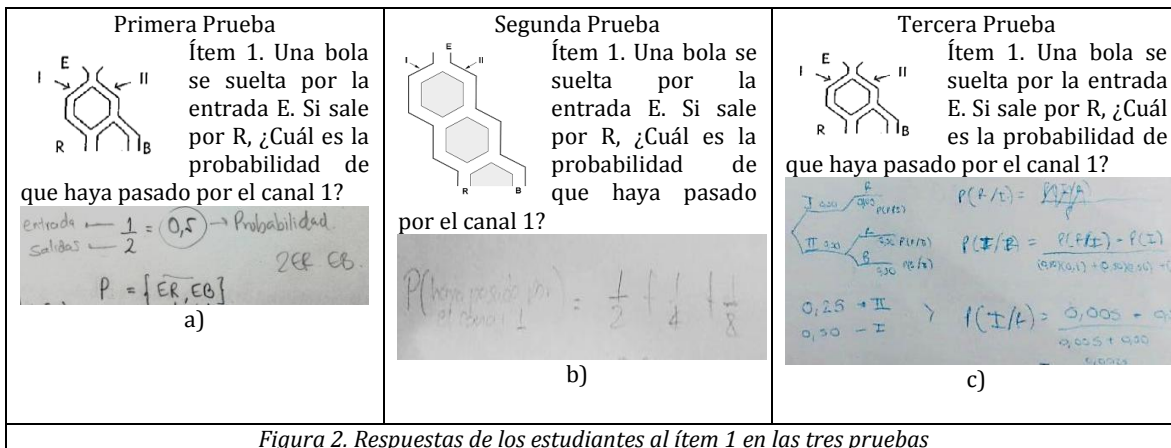 Primera Prueba
E
I
II
R
B
Ítem 1. Una bola
se suelta por la
entrada E. Si sale
por R, ¿Cuál es la
probabilidad de
que haya pasado por el canal 1?
entrada
salidas
1
2
= 0,5 → Probabilidad.
2ER EB.
P = {ER, EB}
a)
Segunda Prueba
E
I
II
R
B
Ítem 1. Una bola se
suelta por la
entrada E. Si sale
por R, ¿Cuál es la
probabilidad de
que haya pasado
por el canal 1?
P(haya pasado por
el canal 1) = 1/2 + 1/4 + 1/8
b)
Tercera Prueba
E
I
II
R
B
Ítem 1. Una bola se
suelta por la entrada
E. Si sale por R, ¿Cuál
es la probabilidad de
que haya pasado por el canal 1?
0,25 → II
0,50 — I
c)
Figura 2. Respuestas de los estudiantes al ítem 1 en las tres pruebas